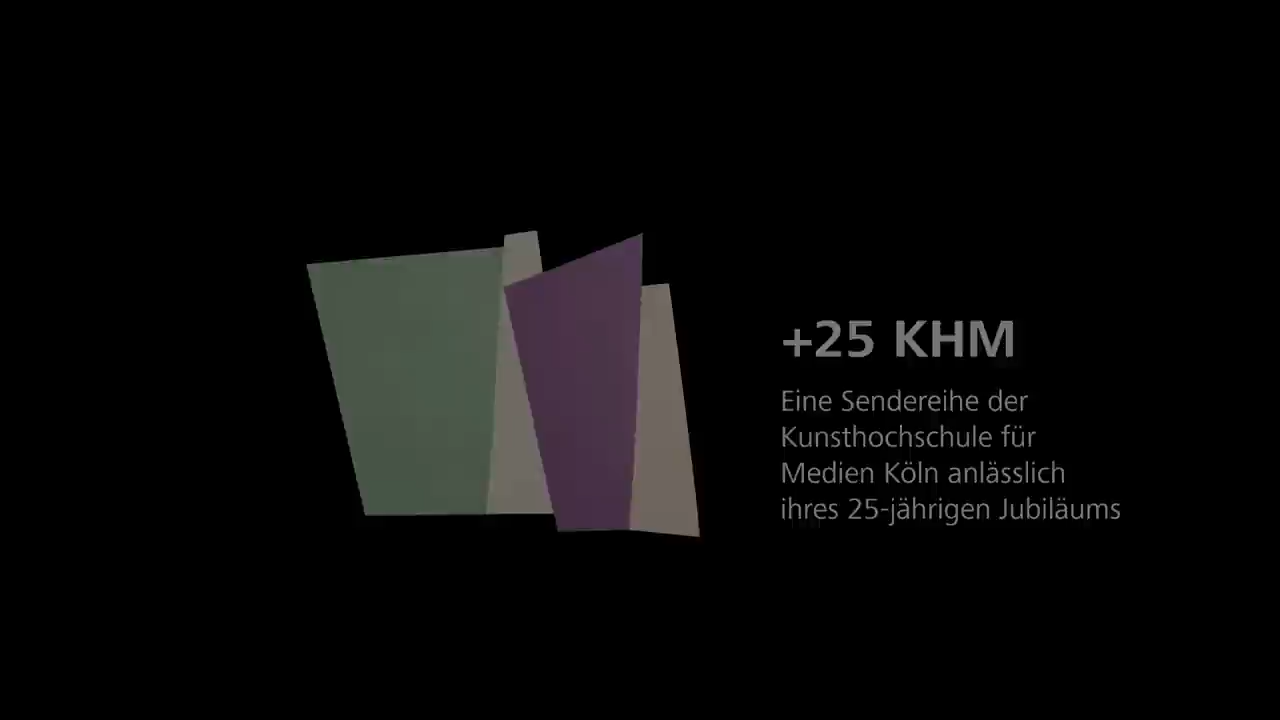 +25 KHM
Eine Sendereihe der
Kunsthochschule für
Medien Köln anlässlich
ihres 25-jährigen Jubiläums